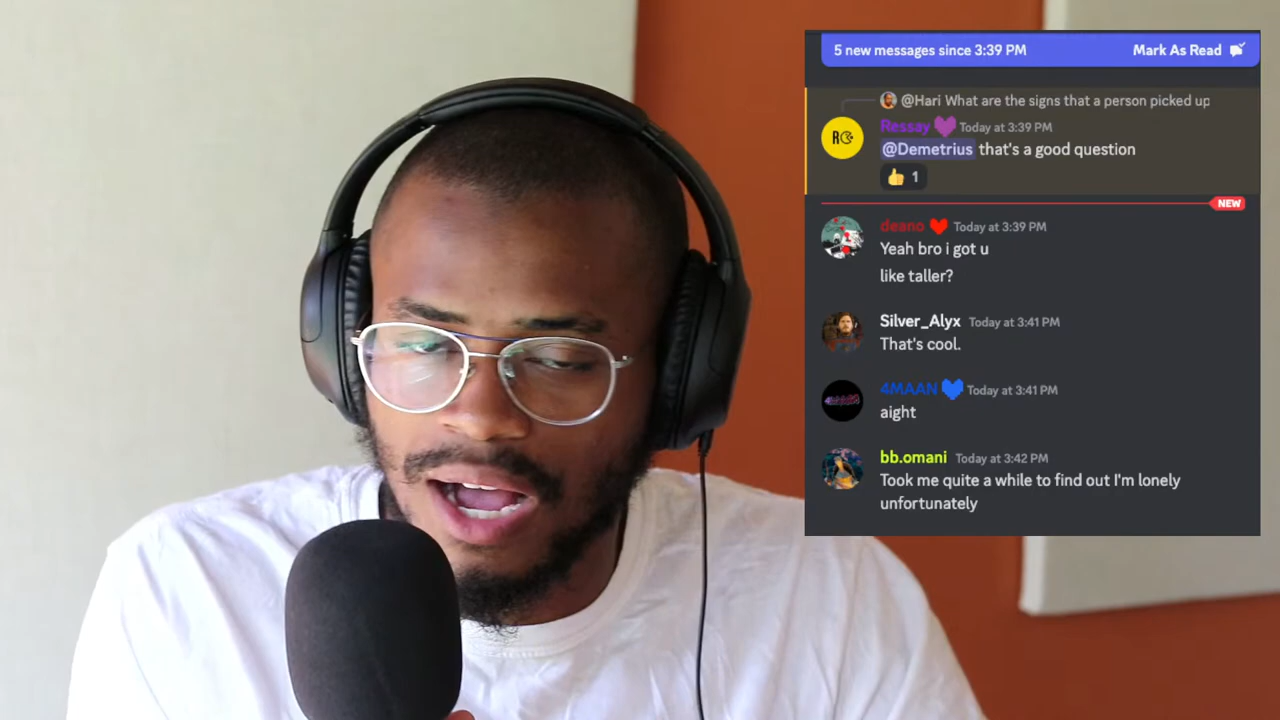 5 new messages since 3:39 PM Mark As Read
@Hari What are the signs that a person picked up
Ressay Today at 3:39 PM
@Demetrius that's a good question
👍 1
NEW
deano Today at 3:39 PM
Yeah bro i got u
like taller?
Silver_Alyx Today at 3:41 PM
That's cool.
4MAAN Today at 3:41 PM
aight
bb.omani Today at 3:42 PM
Took me quite a while to find out I'm lonely
unfortunately